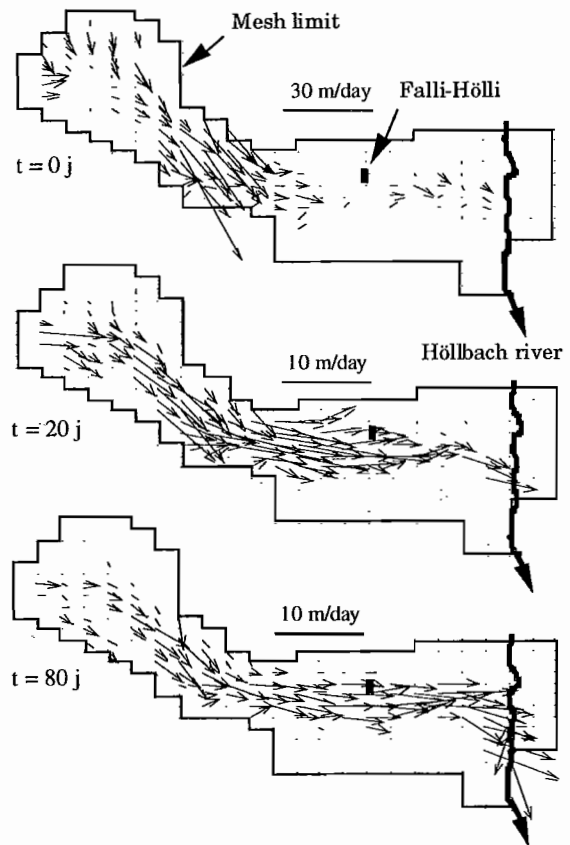 Mesh limit
30 m/day
Falli-Hölli
t = 0 j
10 m/day
Höllbach river
t = 20 j
10 m/day
t = 80 j